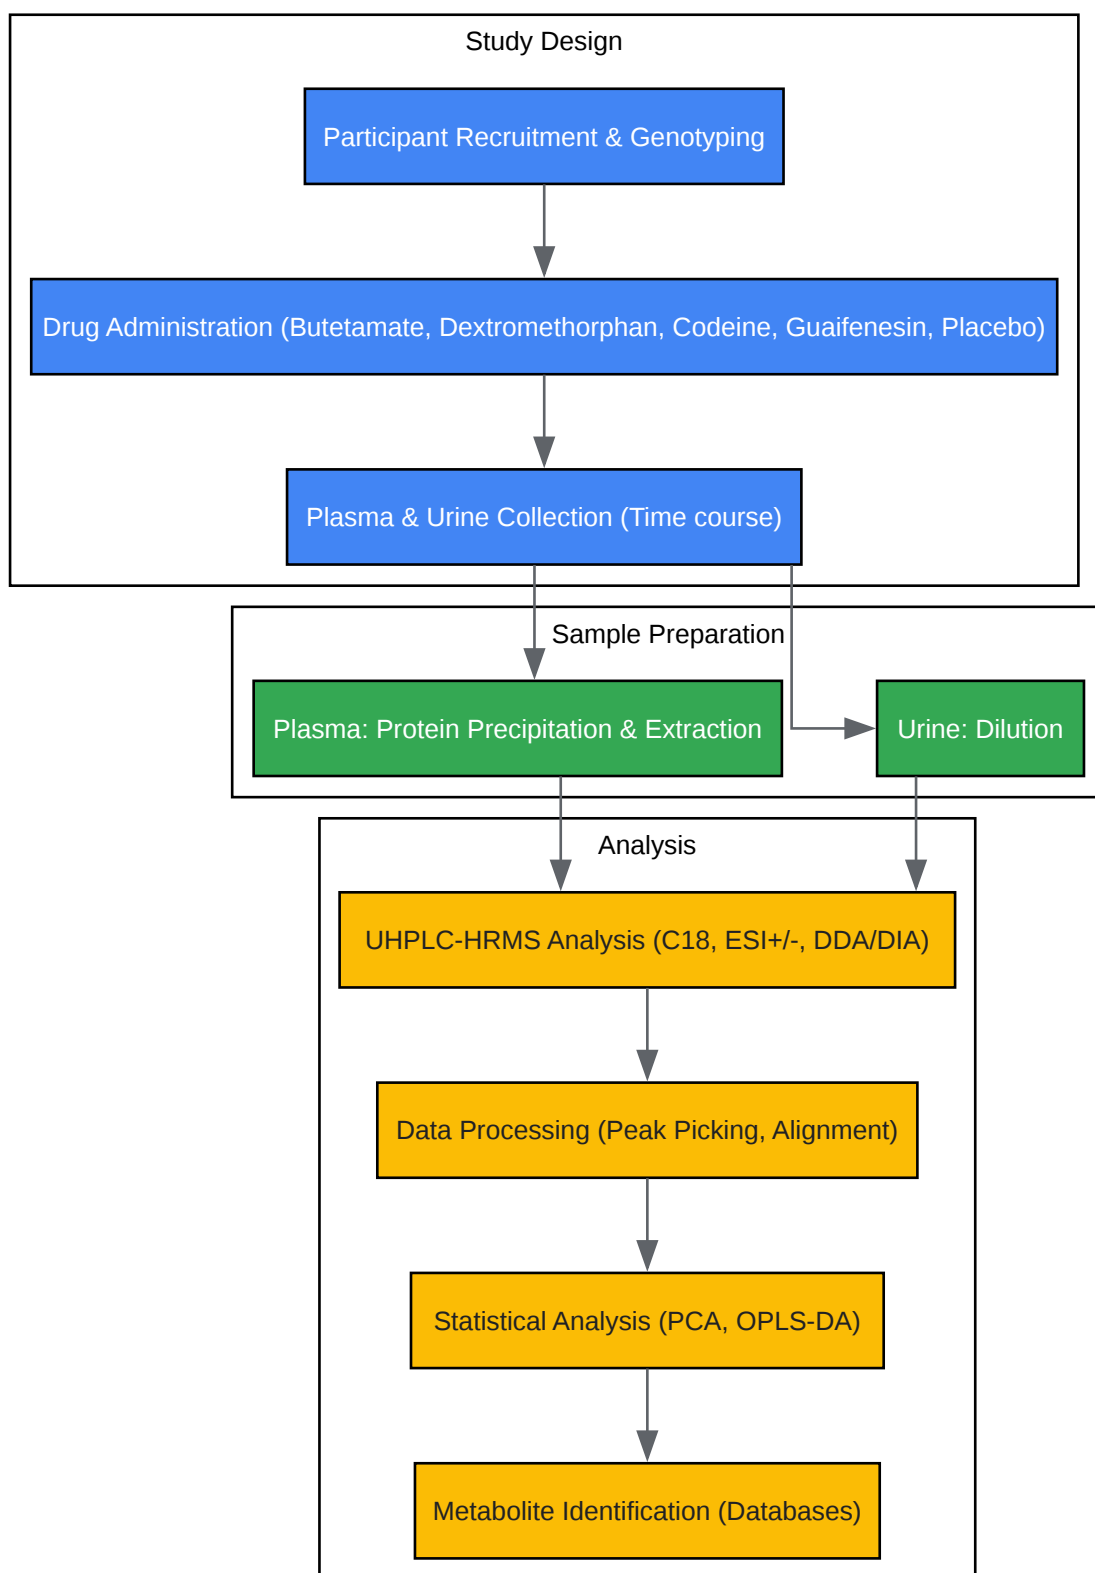 Study Design
Participant Recruitment & Genotyping
Drug Administration (Butetamate, Dextromethorphan, Codeine, Guaifenesin, Placebo)
Plasma & Urine Collection (Time course)
Sample Preparation
Plasma: Protein Precipitation & Extraction
Urine: Dilution
Analysis
UHPLC-HRMS Analysis (C18, ESI+/-, DDA/DIA)
Data Processing (Peak Picking, Alignment)
Statistical Analysis (PCA, OPLS-DA)
Metabolite Identification (Databases)